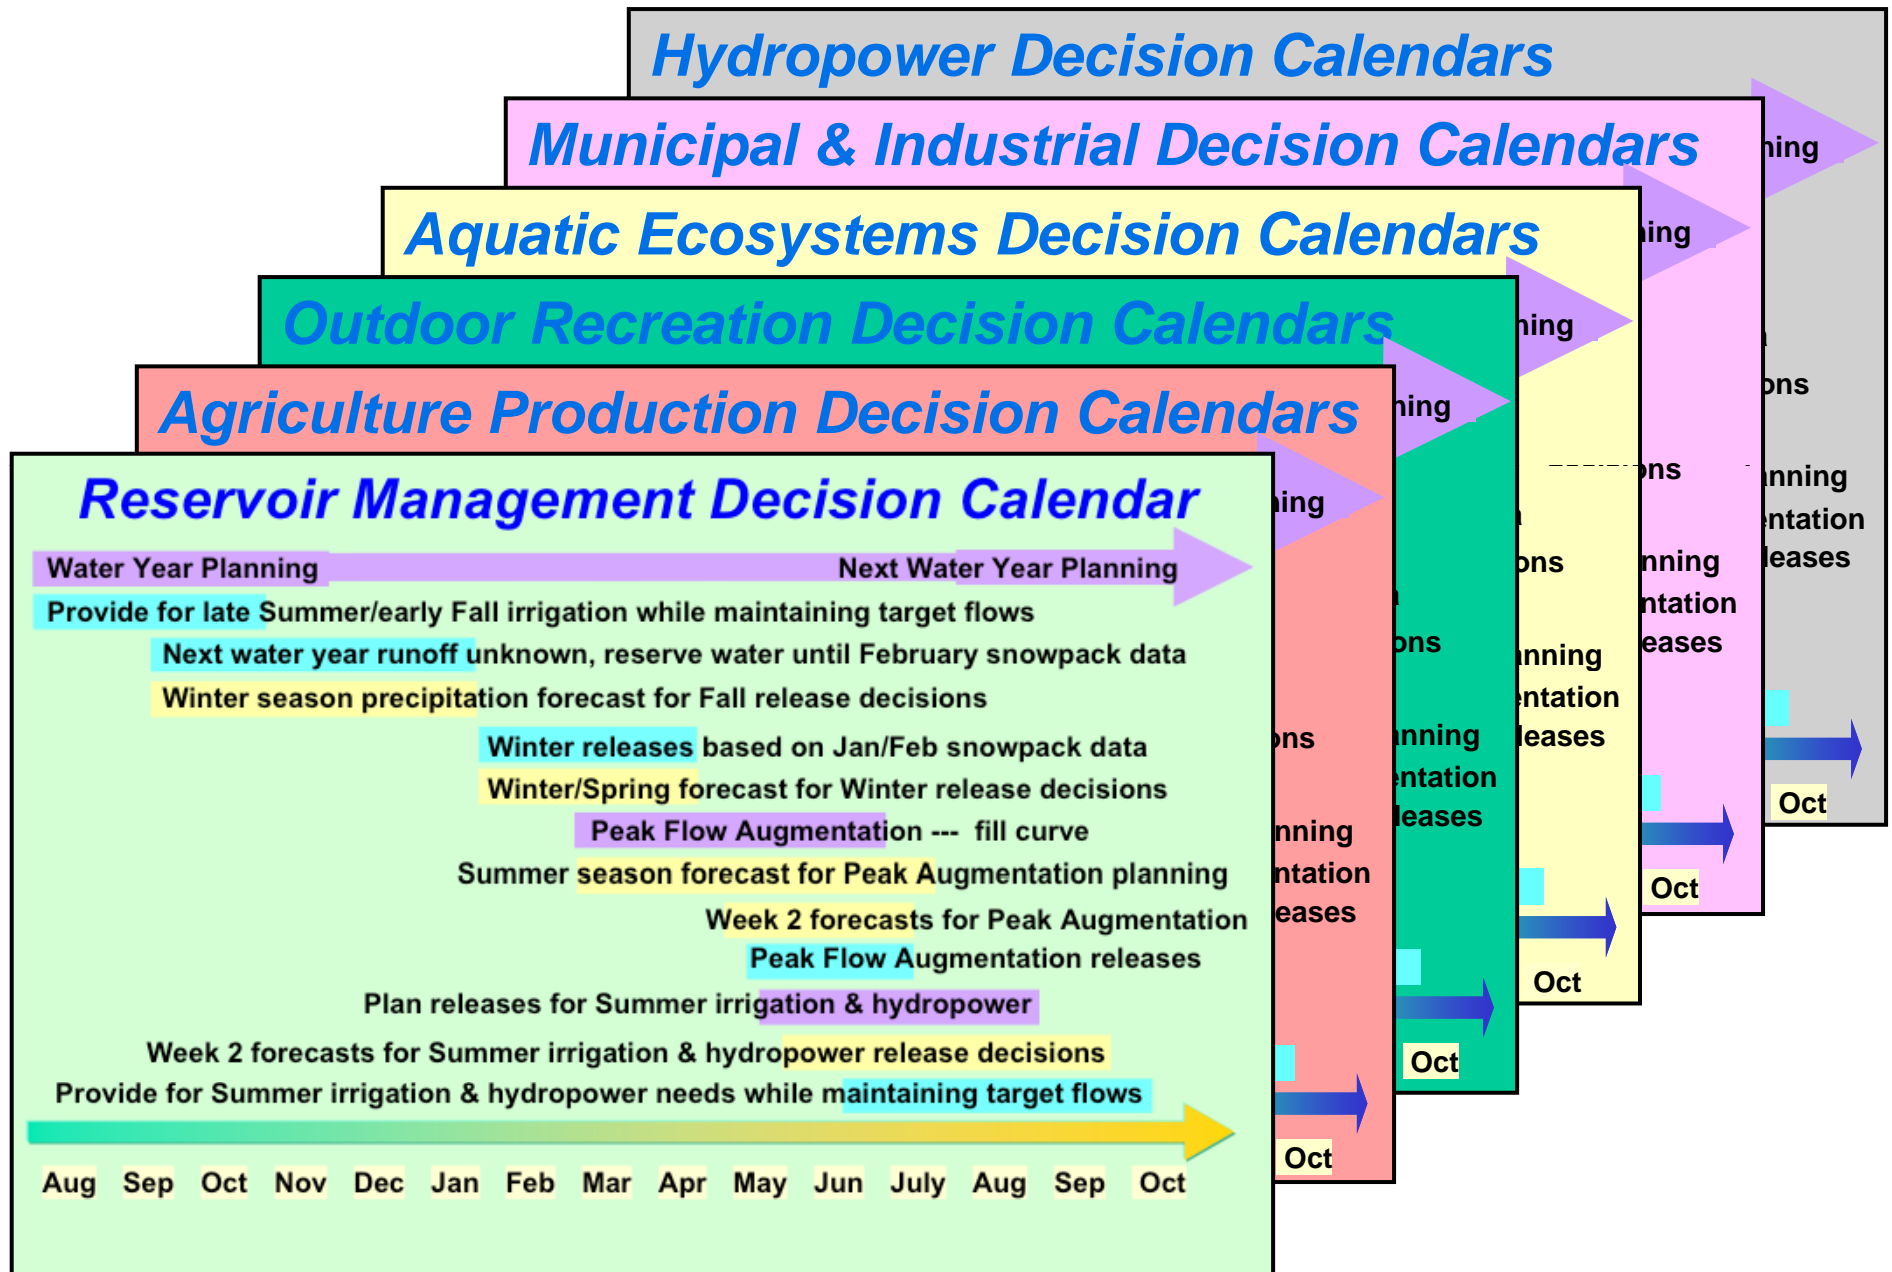 Hydropower Decision Calendars
Municipal & Industrial Decision Calendars
Aquatic Ecosystems Decision Calendars
Outdoor Recreation Decision Calendars
Agriculture Production Decision Calendars
Reservoir Management Decision Calendar
Water Year Planning Next Water Year Planning
Provide for late Summer/early Fall irrigation while maintaining target flows
Next water year runoff unknown, reserve water until February snowpack data
Winter season precipitation forecast for Fall release decisions
Winter releases based on Jan/Feb snowpack data
Winter/Spring forecast for Winter release decisions
Peak Flow Augmentation --- fill curve
Summer season forecast for Peak Augmentation planning
Week 2 forecasts for Peak Augmentation
Peak Flow Augmentation releases
Plan releases for Summer irrigation & hydropower
Week 2 forecasts for Summer irrigation & hydropower release decisions
Provide for Summer irrigation & hydropower needs while maintaining target flows
Aug Sep Oct Nov Dec Jan Feb Mar Apr May Jun July Aug Sep Oct
Oct
Oct
Oct
Oct
Oct